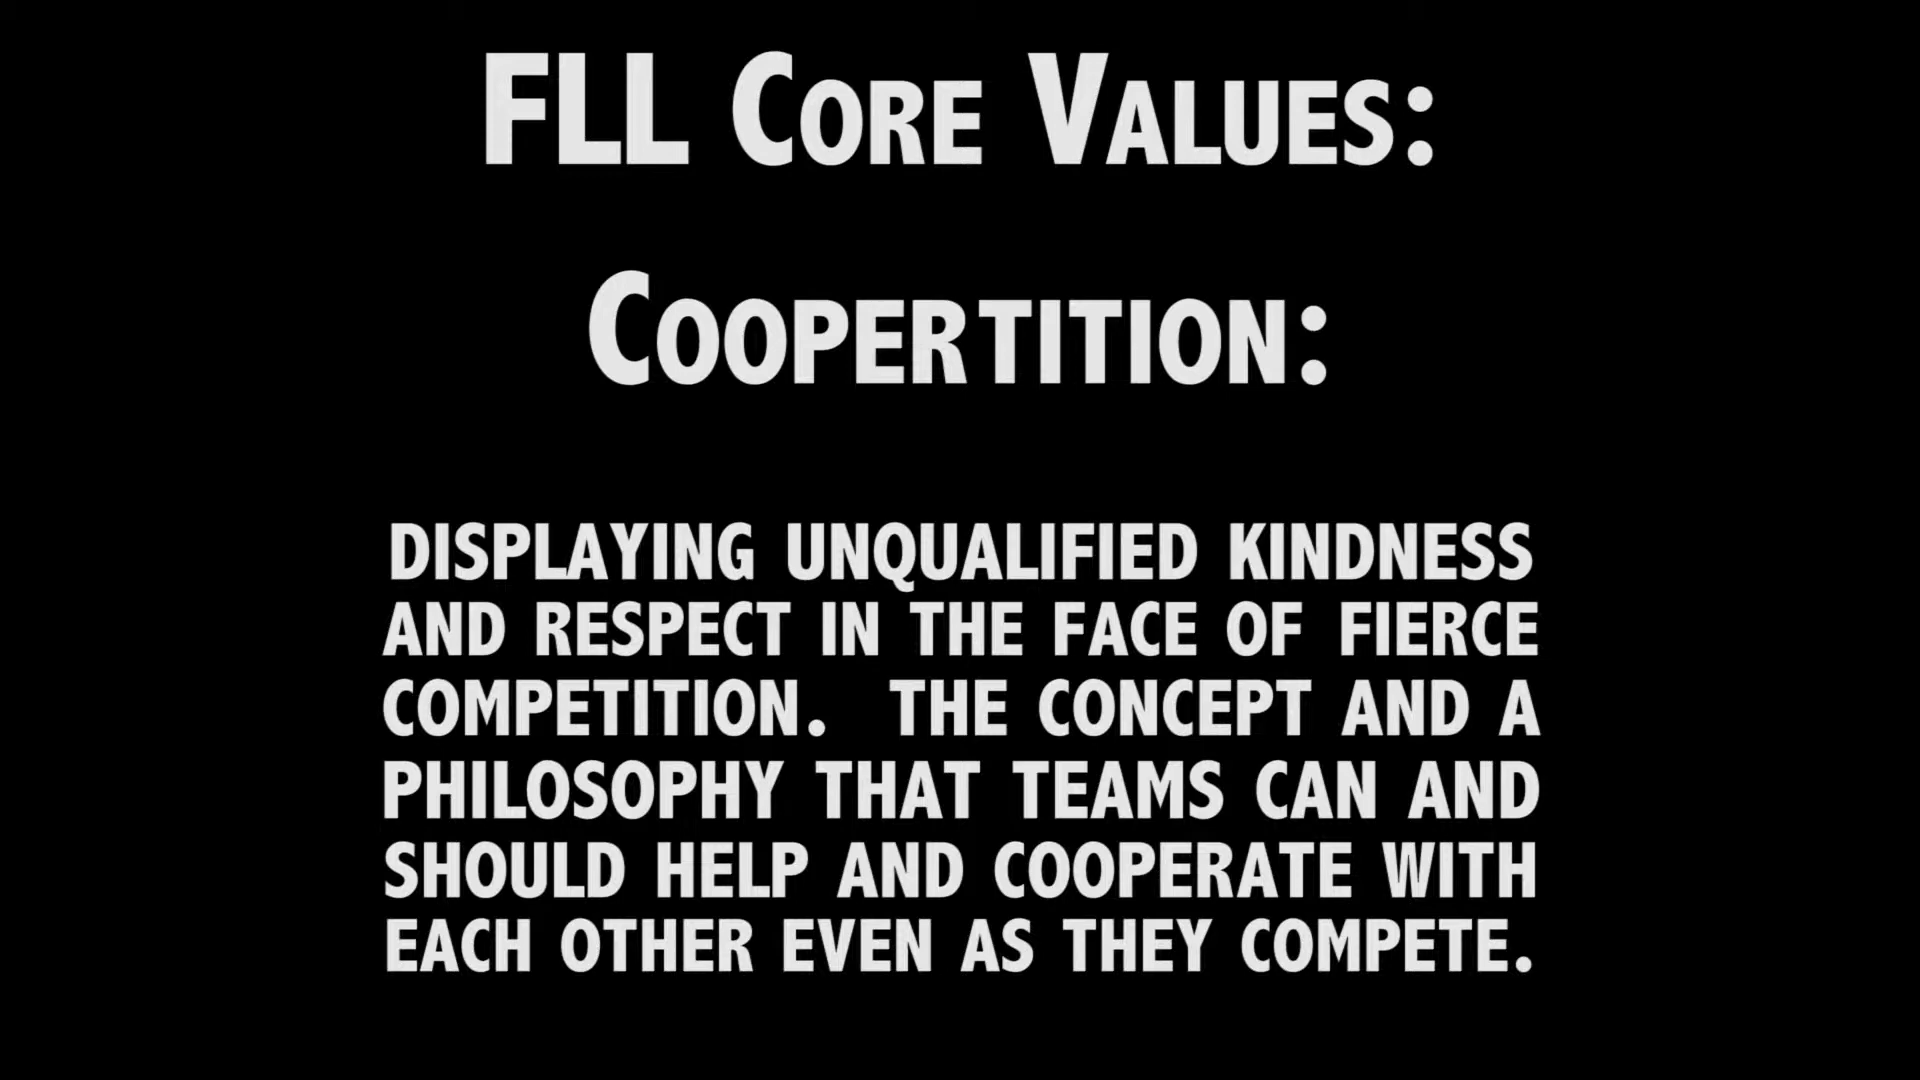 FLL Core Values:
Coopertition:
DISPLAYING UNQUALIFIED KINDNESS
AND RESPECT IN THE FACE OF FIERCE
COMPETITION. THE CONCEPT AND A
PHILOSOPHY THAT TEAMS CAN AND
SHOULD HELP AND COOPERATE WITH
EACH OTHER EVEN AS THEY COMPETE.